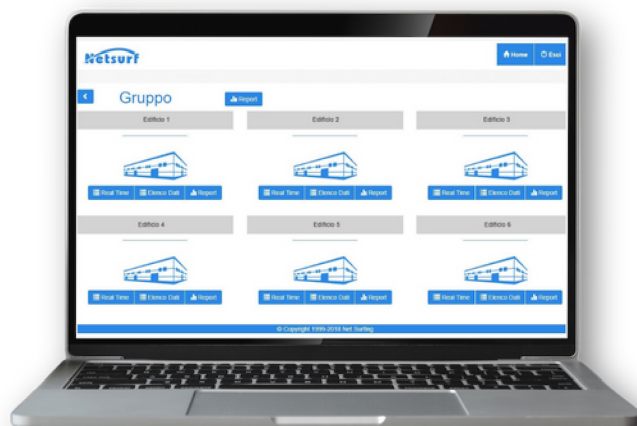 Netsurf
Home Esci
Gruppo Report
Edificio 1 Edificio 2 Edificio 3
Real Time Elenco Dati Report Real Time Elenco Dati Report Real Time Elenco Dati Report
Edificio 4 Edificio 5 Edificio 6
Real Time Elenco Dati Report Real Time Elenco Dati Report Real Time Elenco Dati Report
© Copyright 1999-2018 Net Surfing